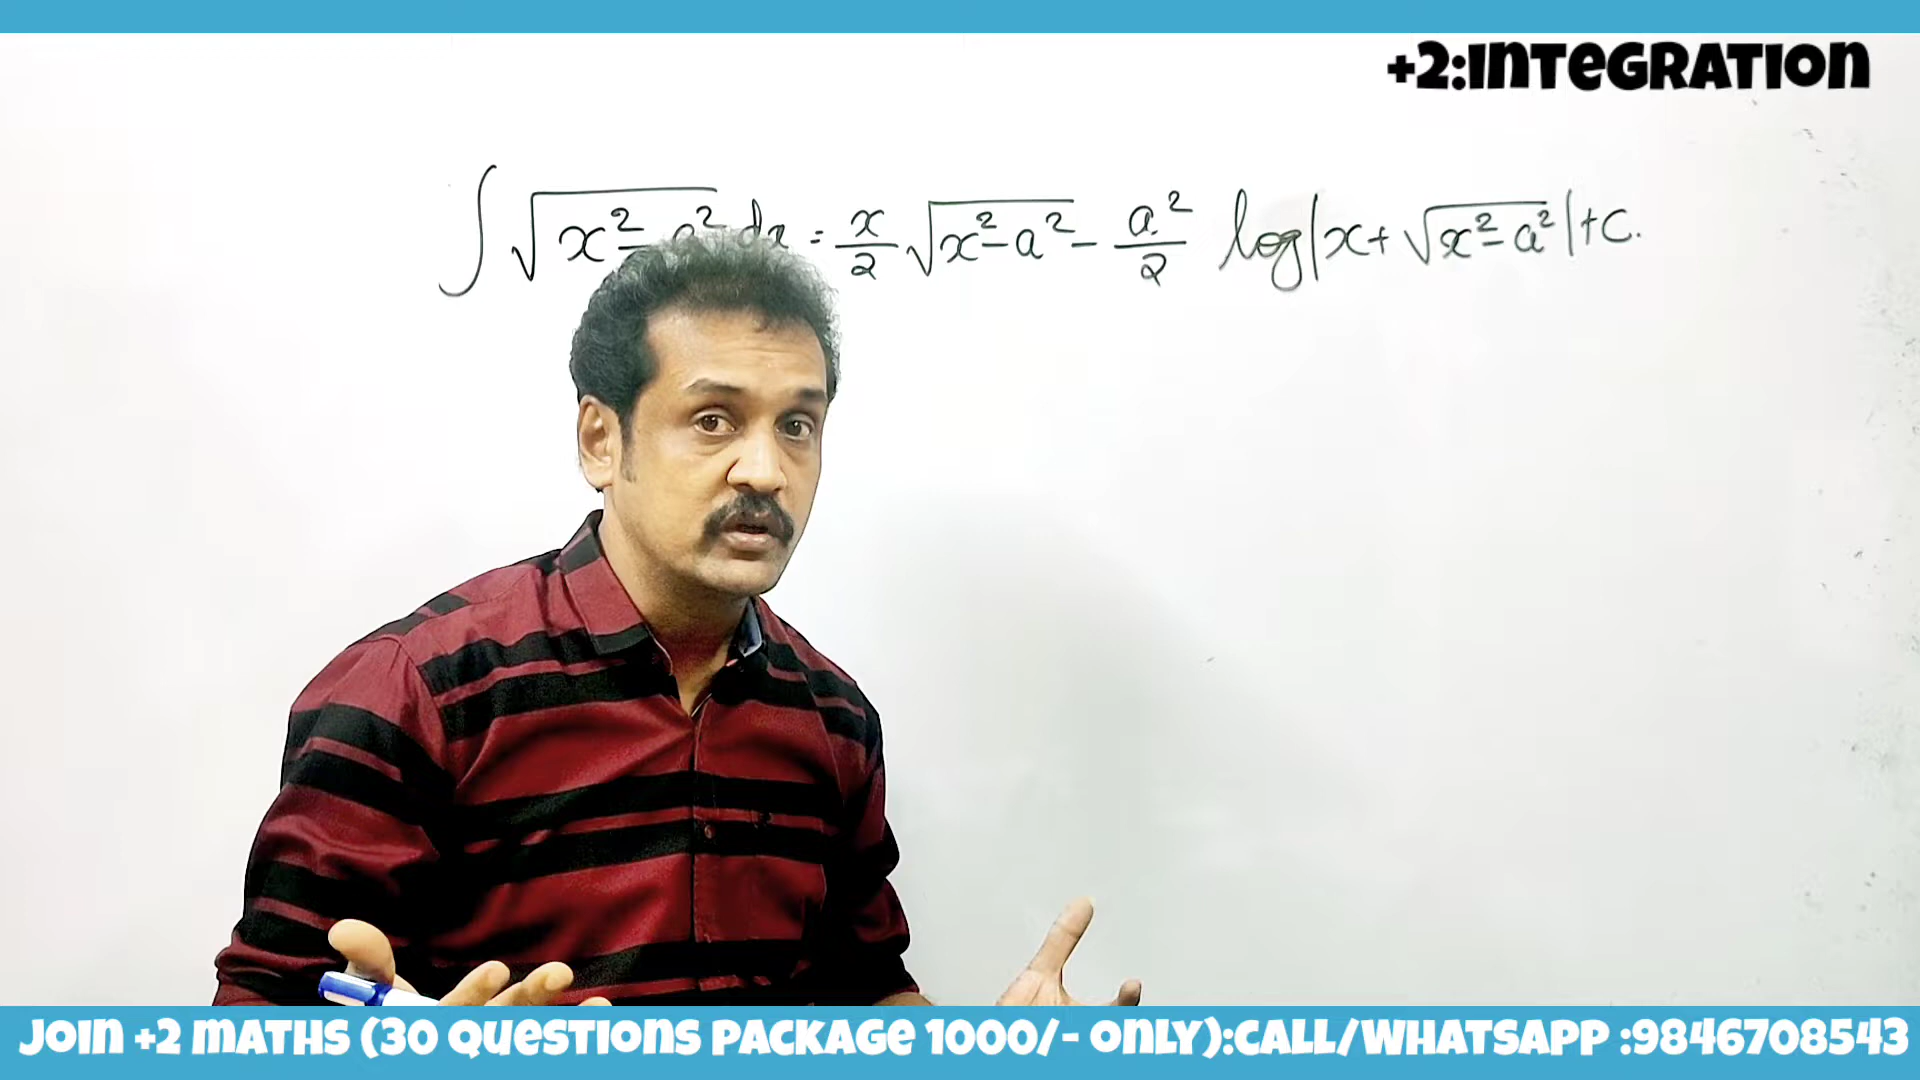 +2:INTEGRATION
∫ √x² - a² dx = x/2 √x² - a² - a²/2 log|x + √x² - a²| + c.
JOIN +2 MATHS (30 QUESTIONS PACKAGE 1000/- ONLY):CALL/WHATSAPP :9846708543